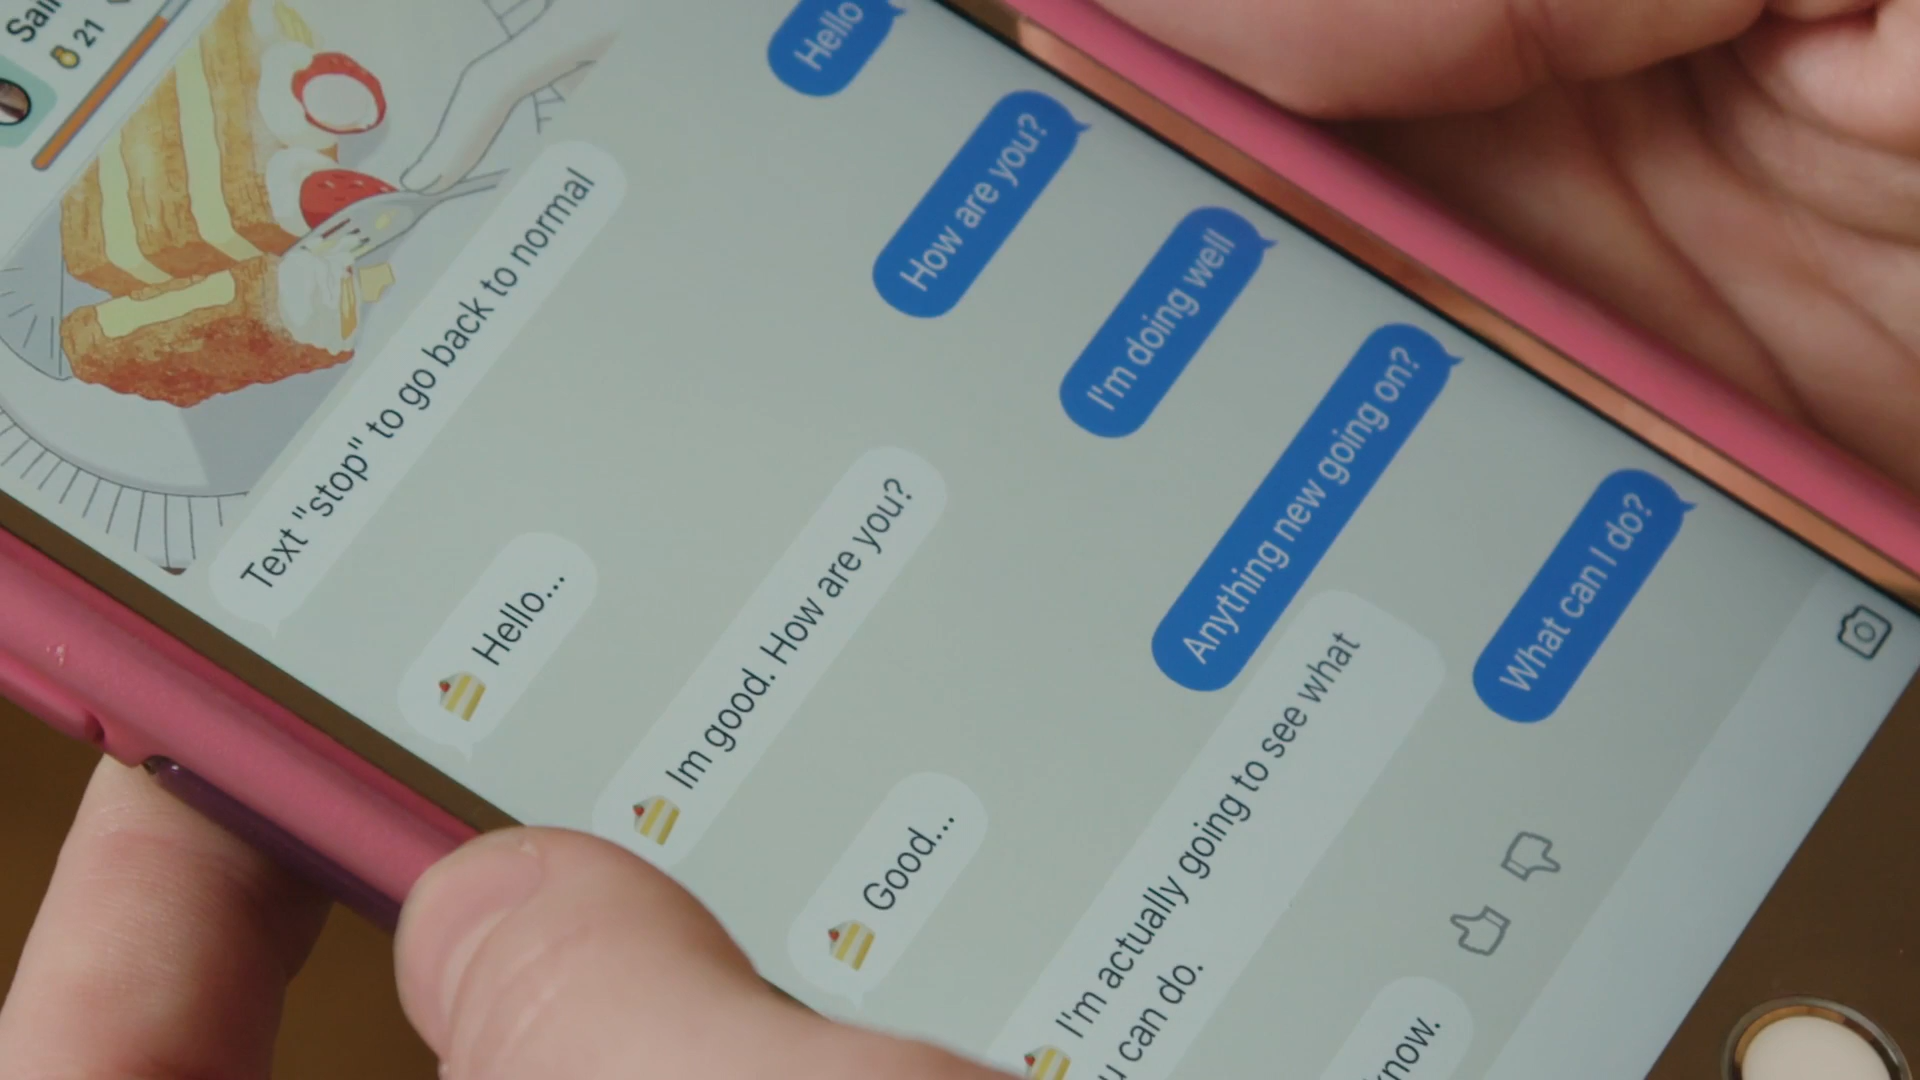 21
Text "stop" to go back to normal
Hello
Hello...
How are you?
Im good. How are you?
I'm doing well
Good...
Anything new going on?
I'm actually going to see what
can do.
What can I do?